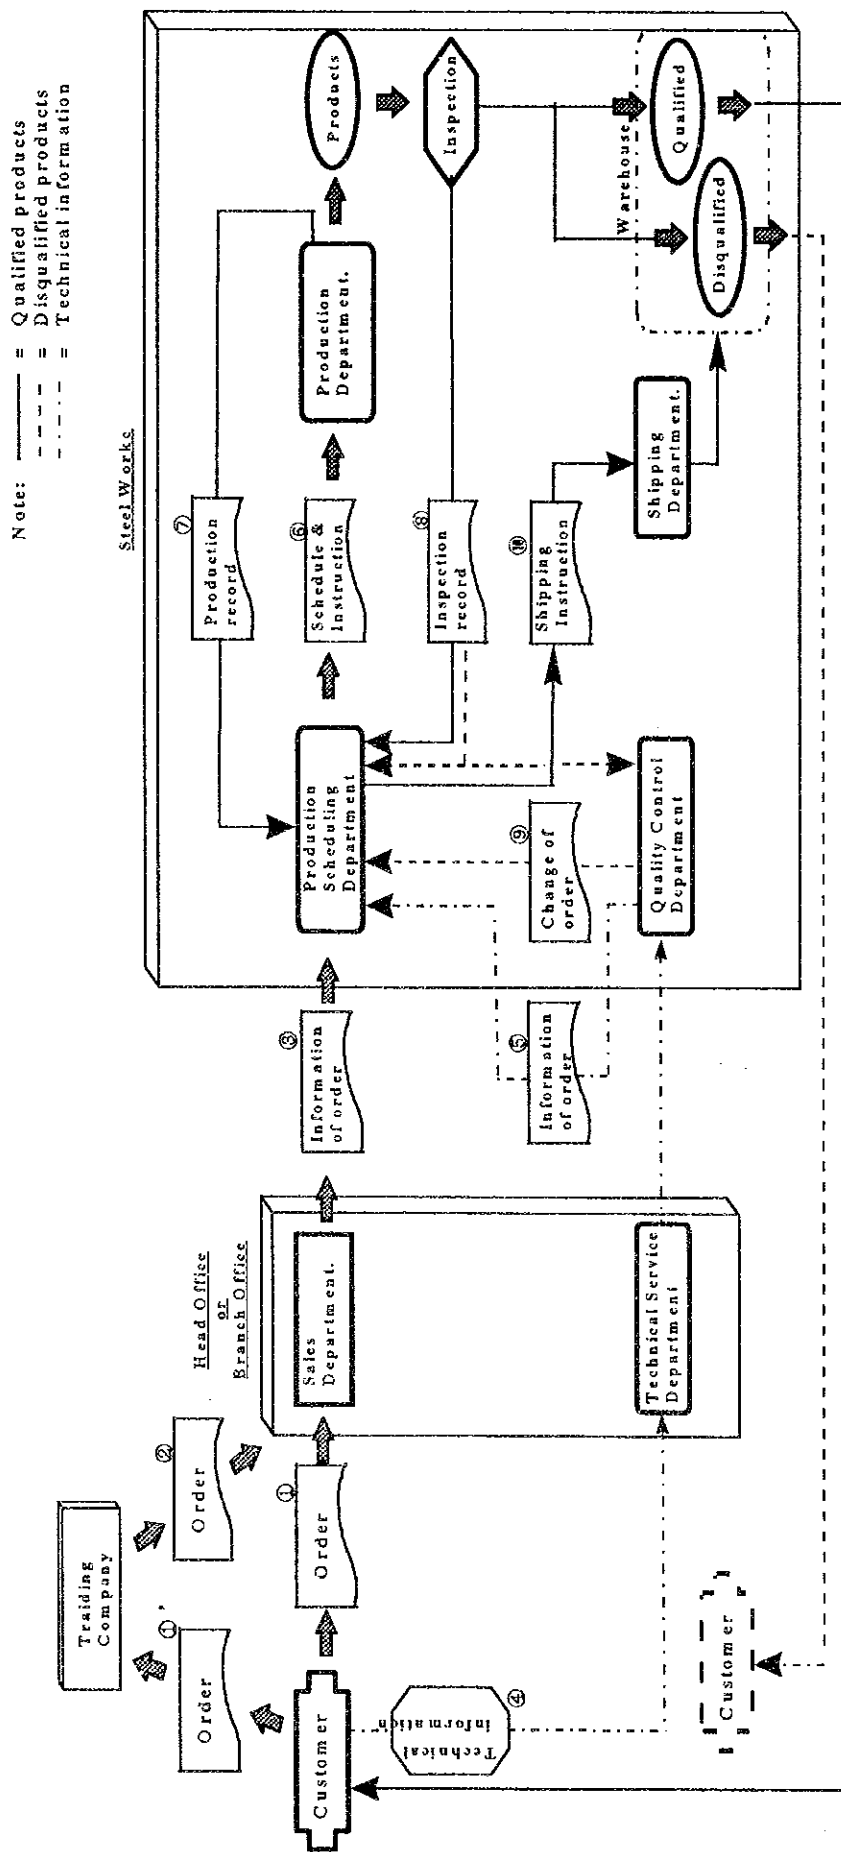 Note: ——— = Qualified products
- - - - = Disqualified products
- · - · - = Technical information
Steel Works
Head Office
or
Branch Office
Traiding
Company
①'
Order
②
Order
Customer
①
Order
Sales
Department.
③
Information
of order
Production
Scheduling
Department
⑦
Production
record
⑥
Schedule &
Instruction
Production
Department.
Products
Inspection
⑧
Inspection
record
⑩
Shipping
Instruction
Shipping
Department.
Warehouse
Qualified
Disqualified
⑨
Change of
order
⑤
Information
of order
Quality Control
Department
Technical Service
Department
④
Technical
information
Customer